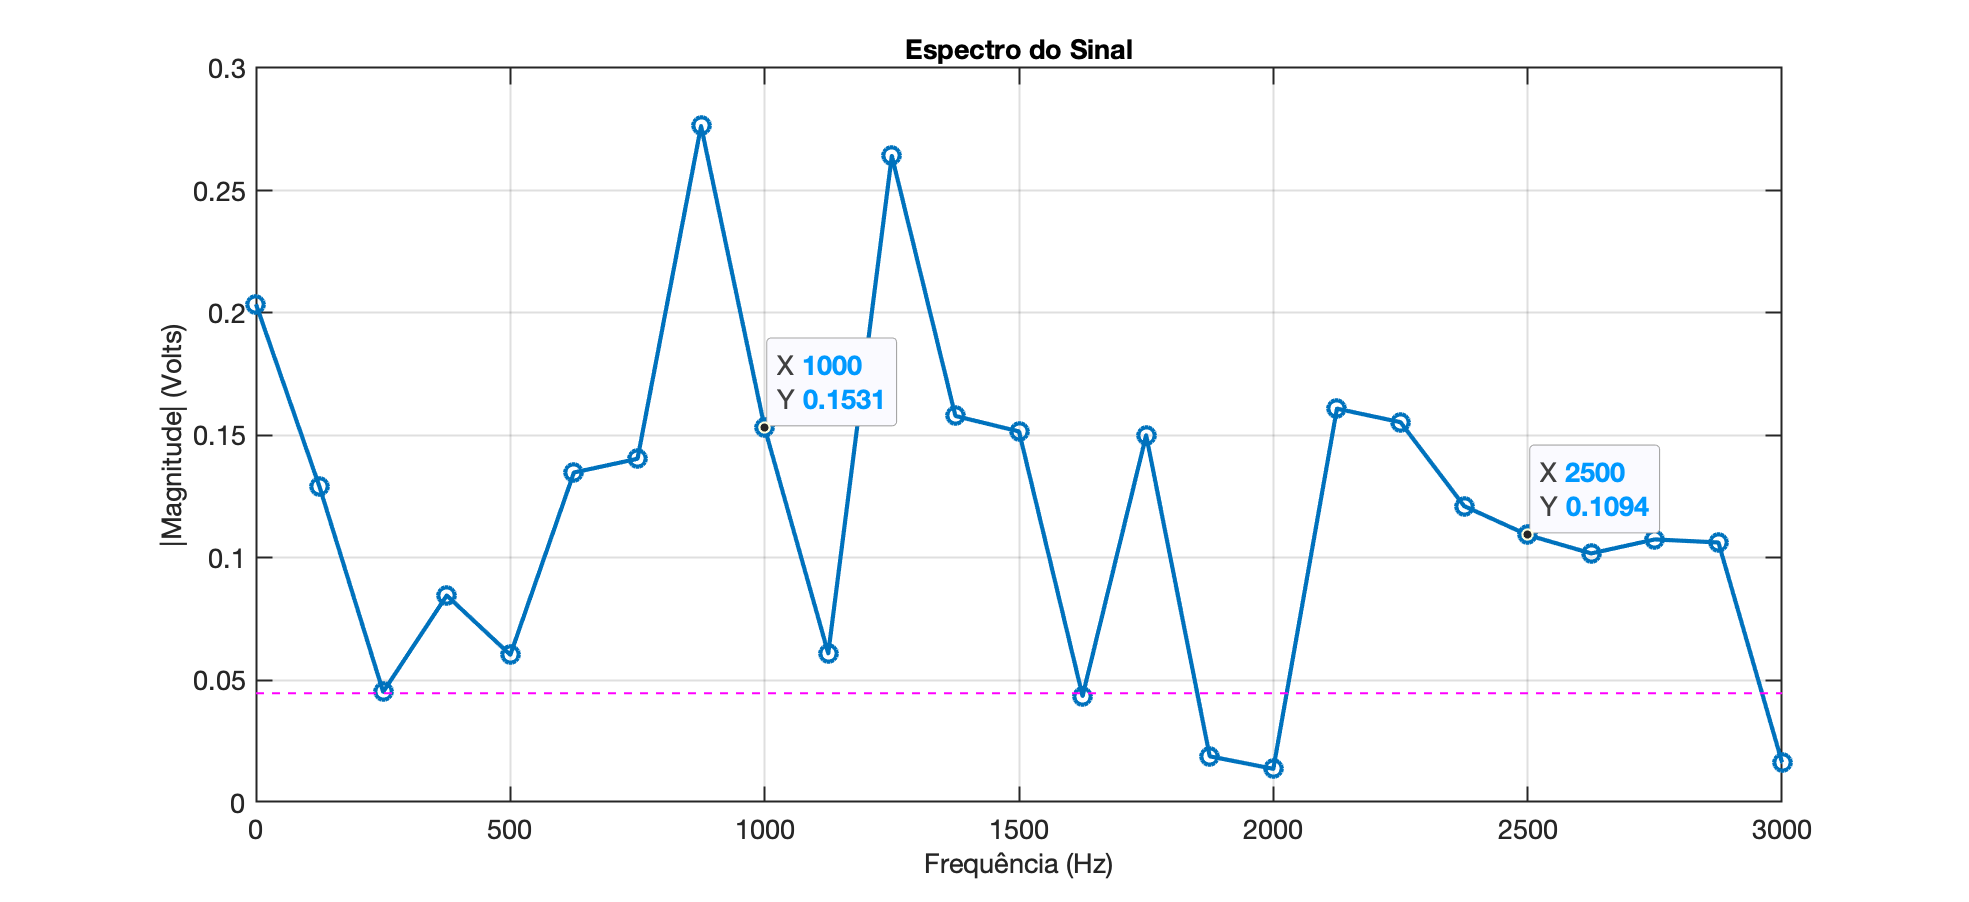 Espectro do Sinal
0.3
0.25
0.2
0.15
0.1
0.05
0
|Magnitude| (Volts)
X 1000
Y 0.1531
X 2500
Y 0.1094
0 500 1000 1500 2000 2500 3000
Frequência (Hz)